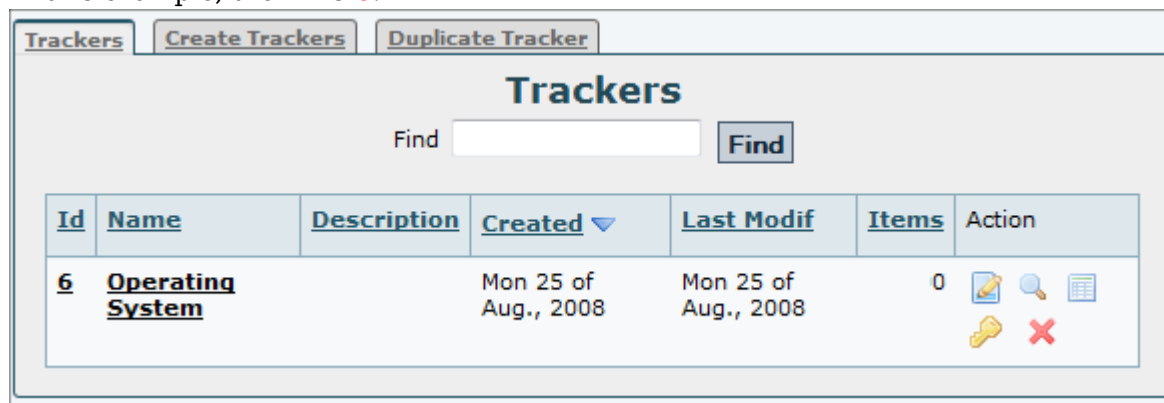 Trackers Create Trackers Duplicate Tracker
Trackers
Find Find
Id Name Description Created Last Modif Items Action
6 Operating Mon 25 of Mon 25 of 0
System Aug., 2008 Aug., 2008